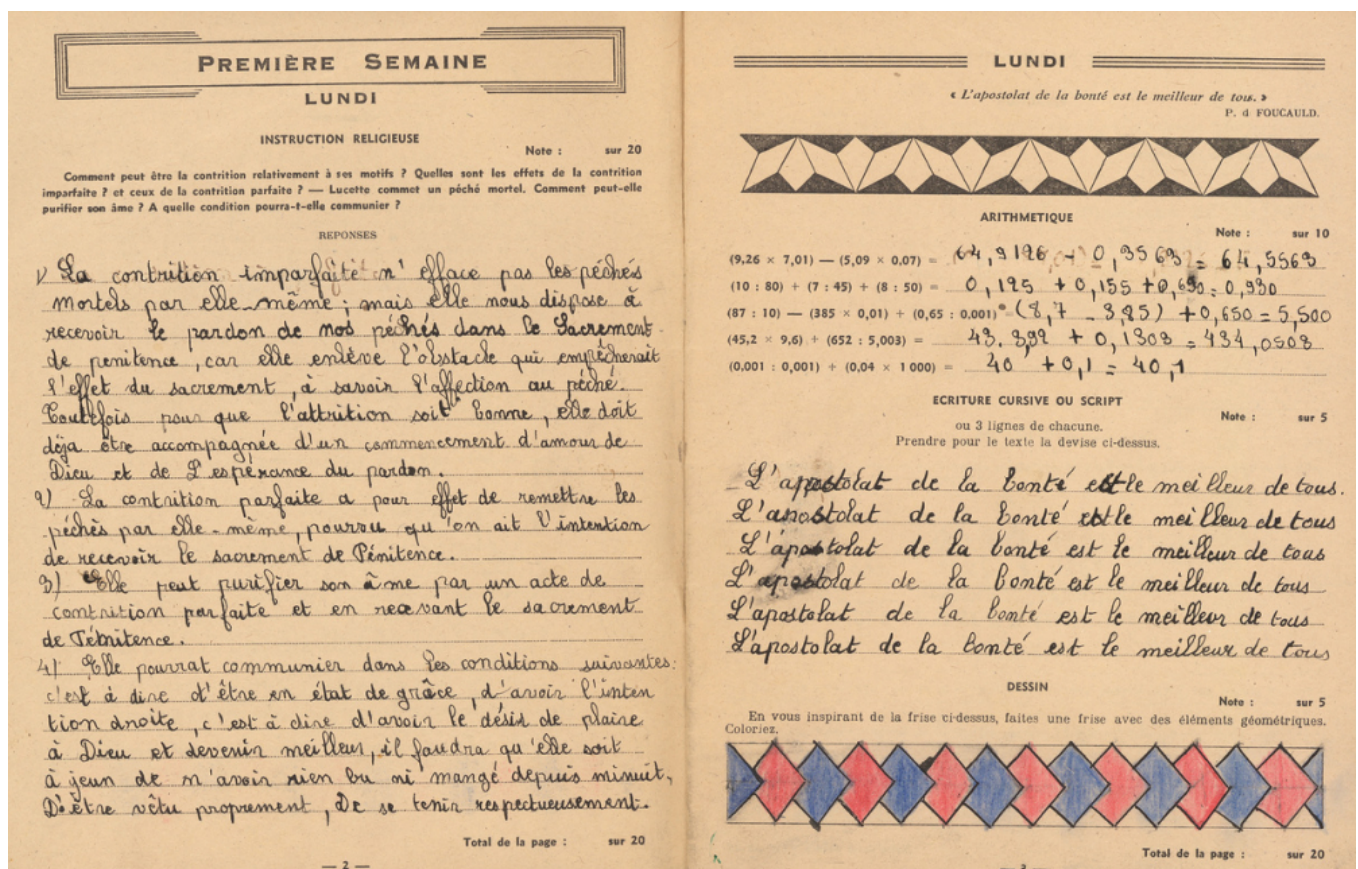 PREMIÈRE SEMAINE
LUNDI
INSTRUCTION RELIGIEUSE
Note : sur 20
Comment peut être la contrition relativement à ses motifs ? Quelles sont les effets de la contrition
imparfaite ? et ceux de la contrition parfaite ? — Lucette commet un péché mortel. Comment peut-elle
purifier son âme ? A quelle condition pourra-t-elle communier ?
REPONSES
1) La contrition imparfaite n'efface pas les péchés
mortels par elle-même ; mais elle nous dispose à
recevoir le pardon de nos péchés dans le Sacrement
de penitence, car elle enlève l'obstacle qui empêcherait
l'effet du sacrement, à savoir l'affection au péché.
Toutefois pour que l'attrition soit bonne, elle doit
déja être accompagnée d'un commencement d'amour de
Dieu et de L'espérance du pardon.
2) La contrition parfaite a pour effet de remettre les
péchès par elle-même, pourvu qu'on ait l'intention
de recevoir le sacrement de Pénitence.
3) Elle peut purifier son âme par un acte de
contrition parfaite et en recevant le sacrement
de
4) Elle pourrat communier dans les conditions suivantes:
c'est à dire d'être en état de grâce, d'avoir l'inten
tion droite, c'est à dire d'avoir le désir de plaire
à Dieu et devenir meilleur, il faudra qu'elle soit
à jeun de n'avoir rien bu ni mangé depuis minuit,
D'être vêtu proprement, De se tenir respectueusement.
Total de la page : sur 20
— 2 —
LUNDI
« L'apostolat de la bonté est le meilleur de tous. »
P. d FOUCAULD.
ARITHMETIQUE
Note : sur 10
(9,26 × 7,01) — (5,09 × 0,07) = 64,9126 - 0,3563 = 64,5563
(10 : 80) + (7 : 45) + (8 : 50) = 0,125 + 0,155 + = 0,930
(87 : 10) — (385 × 0,01) + (0,65 : 0,001) = (8,7 - 3,85) + 0,650 = 5,500
(45,2 × 9,6) + (652 : 5,003) = 43.392 + 0,1303 = 434,0503
(0,001 : 0,001) + (0,04 × 1 000) = 40 + 0,1 = 40,1
ECRITURE CURSIVE OU SCRIPT
Note : sur 5
ou 3 lignes de chacune.
Prendre pour le texte la devise ci-dessus.
L'apostolat de la bonté est le meilleur de tous.
L'apostolat de la bonté est le meilleur de tous
L'apostolat de la bonté est le meilleur de tous
L'apostolat de la bonté est le meilleur de tous
L'apostolat de la bonté est le meilleur de tous
L'apostolat de la bonté est le meilleur de tous
DESSIN
Note : sur 5
En vous inspirant de la frise ci-dessus, faites une frise avec des éléments géométriques.
Coloriez.
Total de la page : sur 20